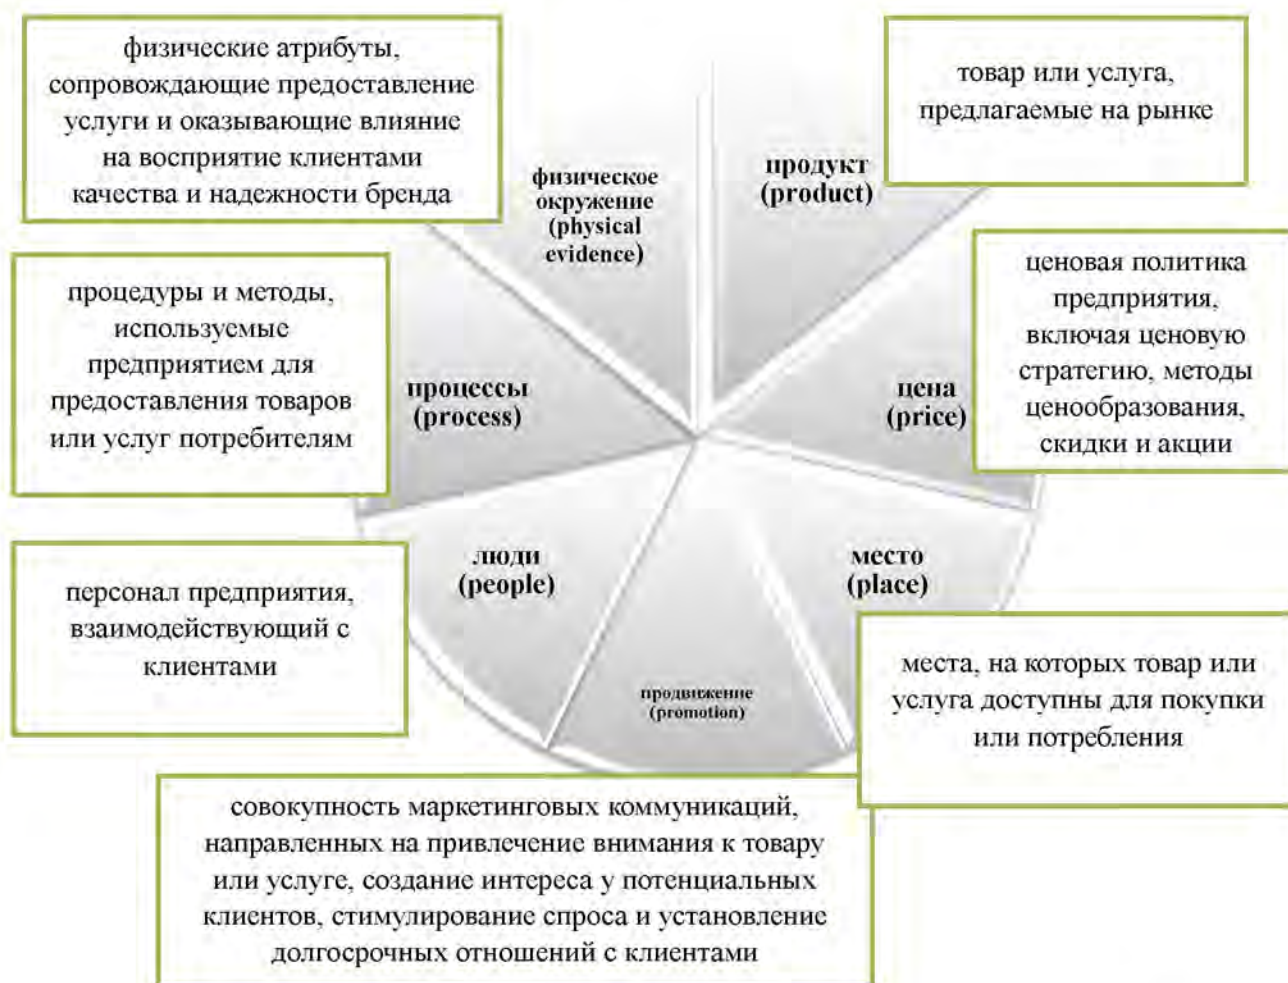 физические атрибуты,
сопровождающие предоставление
услуги и оказывающие влияние
на восприятие клиентами
качества и надежности бренда
товар или услуга,
предлагаемые на рынке
физическое
окружение
(physical
evidence)
продукт
(product)
процедуры и методы,
используемые
предприятием для
предоставления товаров
или услуг потребителям
процессы
(process)
цена
(price)
ценовая политика
предприятия,
включая ценовую
стратегию, методы
ценообразования,
скидки и акции
персонал предприятия,
взаимодействующий с
клиентами
люди
(people)
место
(place)
продвижение
(promotion)
места, на которых товар или
услуга доступны для покупки
или потребления
совокупность маркетинговых коммуникаций,
направленных на привлечение внимания к товару
или услуге, создание интереса у потенциальных
клиентов, стимулирование спроса и установление
долгосрочных отношений с клиентами